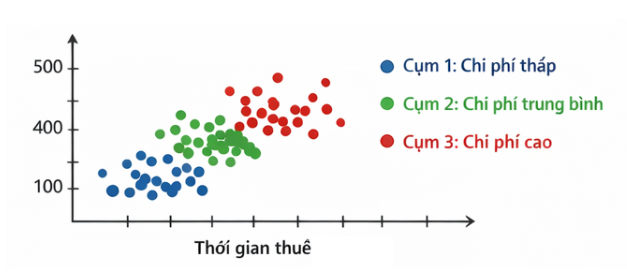 500
400
100
Cụm 1: Chi phí thấp
Cụm 2: Chi phí trung bình
Cụm 3: Chi phí cao
Thói gian thuê